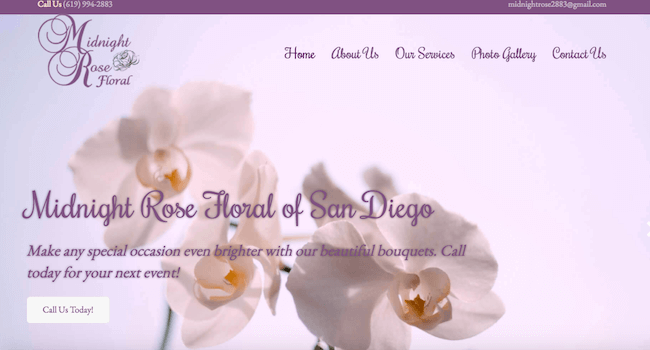 Call Us (619) 994-2883
midnightrose2883@gmail.com
Midnight
Rose
Floral
Home About Us Our Services Photo Gallery Contact Us
Midnight Rose Floral of San Diego
Make any special occasion even brighter with our beautiful bouquets. Call
today for your next event!
Call Us Today!